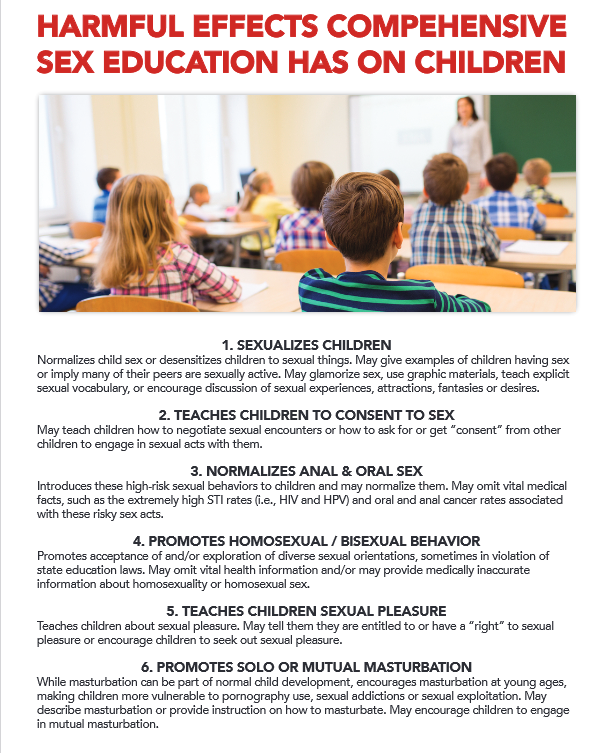 HARMFUL EFFECTS COMPEHENSIVE
SEX EDUCATION HAS ON CHILDREN
1. SEXUALIZES CHILDREN
Normalizes child sex or desensitizes children to sexual things. May give examples of children having sex
or imply many of their peers are sexually active. May glamorize sex, use graphic materials, teach explicit
sexual vocabulary, or encourage discussion of sexual experiences, attractions, fantasies or desires.
2. TEACHES CHILDREN TO CONSENT TO SEX
May teach children how to negotiate sexual encounters or how to ask for or get “consent” from other
children to engage in sexual acts with them.
3. NORMALIZES ANAL & ORAL SEX
Introduces these high-risk sexual behaviors to children and may normalize them. May omit vital medical
facts, such as the extremely high STI rates (i.e., HIV and HPV) and oral and anal cancer rates associated
with these risky sex acts.
4. PROMOTES HOMOSEXUAL / BISEXUAL BEHAVIOR
Promotes acceptance of and/or exploration of diverse sexual orientations, sometimes in violation of
state education laws. May omit vital health information and/or may provide medically inaccurate
information about homosexuality or homosexual sex.
5. TEACHES CHILDREN SEXUAL PLEASURE
Teaches children about sexual pleasure. May tell them they are entitled to or have a “right” to sexual
pleasure or encourage children to seek out sexual pleasure.
6. PROMOTES SOLO OR MUTUAL MASTURBATION
While masturbation can be part of normal child development, encourages masturbation at young ages,
making children more vulnerable to pornography use, sexual addictions or sexual exploitation. May
describe masturbation or provide instruction on how to masturbate. May encourage children to engage
in mutual masturbation.